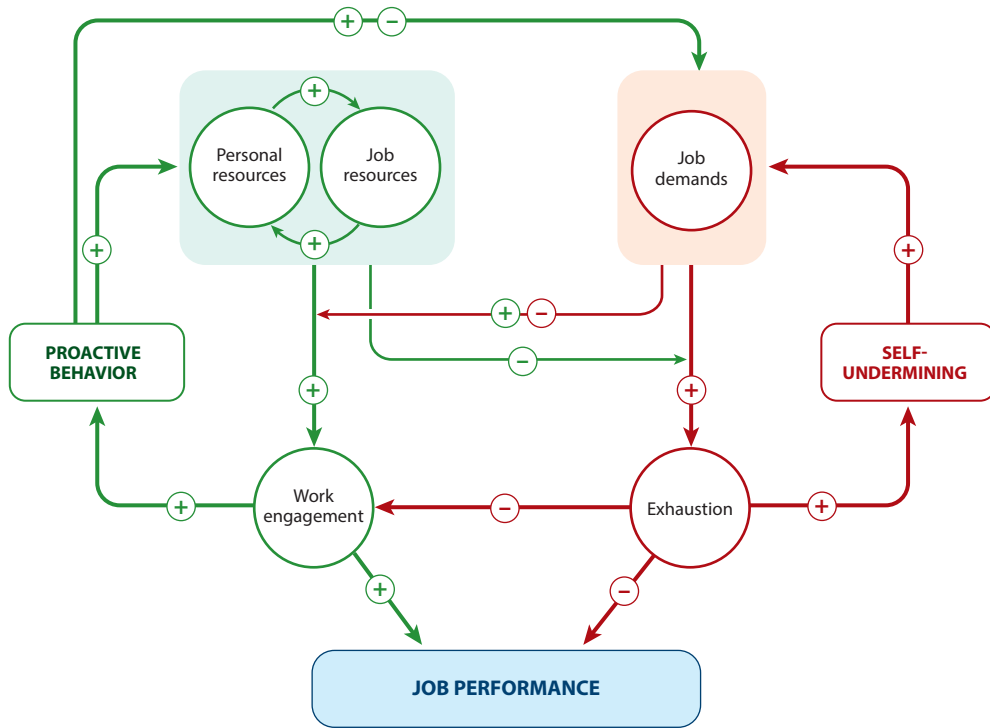 + −
+
Personal
resources
Job
resources
+
Job
demands
+
+
+ −
−
PROACTIVE
BEHAVIOR
SELF-
UNDERMINING
+
+
Work
engagement
Exhaustion
+
−
+
+
−
JOB PERFORMANCE